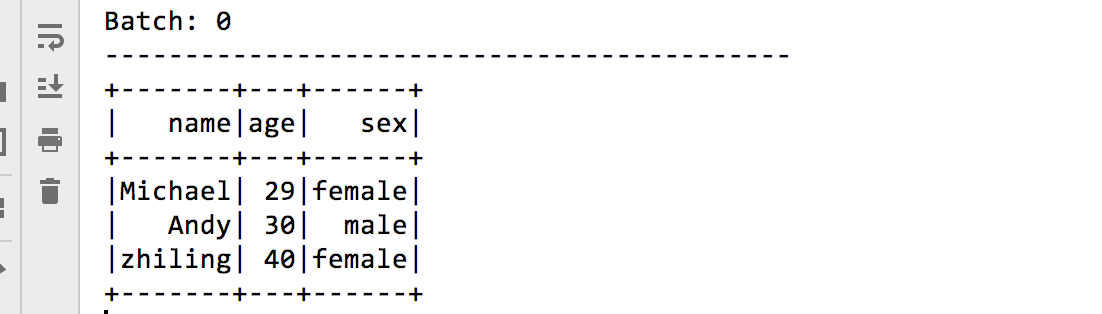 Batch: 0
-------------------------------------------
+-------+---+------+
|   name|age|   sex|
+-------+---+------+
|Michael| 29|female|
|   Andy| 30|  male|
|zhiling| 40|female|
+-------+---+------+